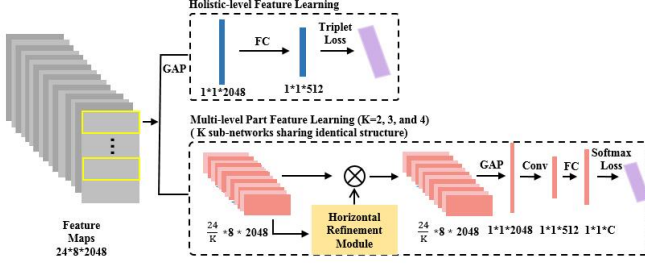 Holistic-level Feature Learning
GAP
FC
Triplet
Loss
1*1*2048
1*1*512
Multi-level Part Feature Learning (K=2, 3, and 4)
( K sub-networks sharing identical structure)
GAP
Conv
FC
Softmax
Loss
24/K *8 * 2048
Horizontal
Refinement
Module
24/K *8 * 2048
1*1*2048
1*1*512
1*1*C
Feature
Maps
24*8*2048